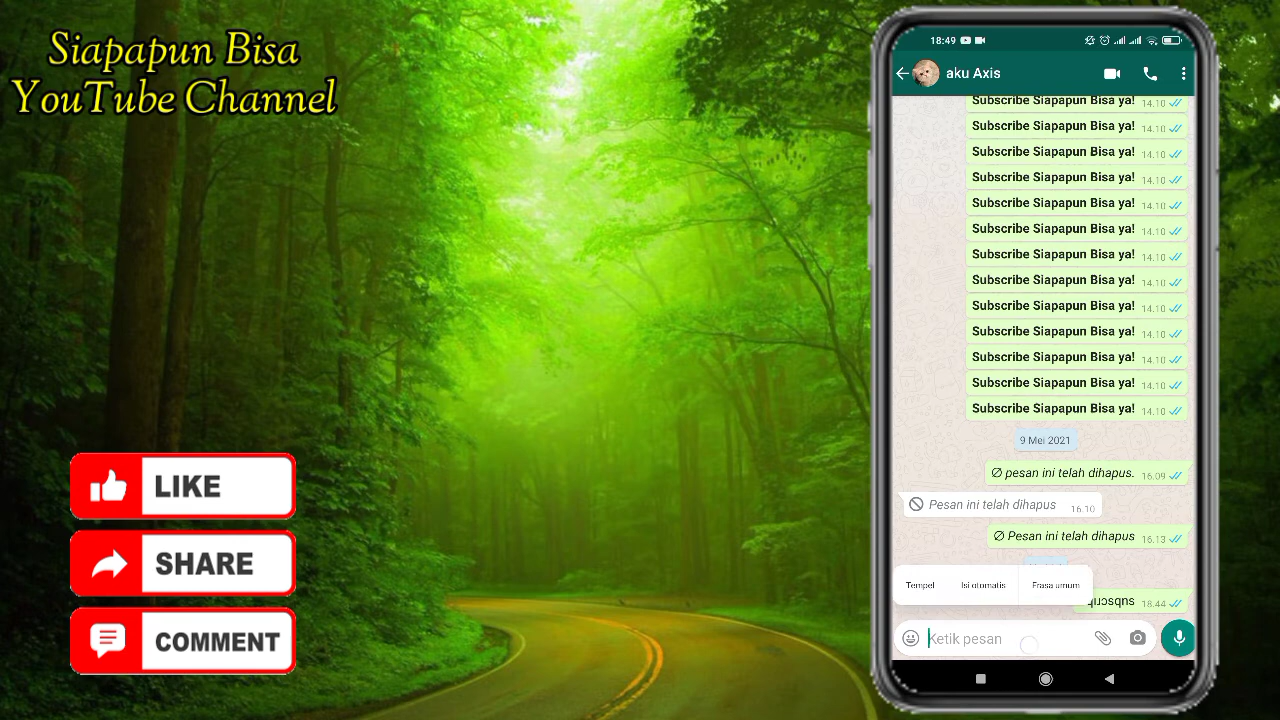 Siapapun Bisa
YouTube Channel
LIKE
SHARE
COMMENT
18:49
aku Axis
Subscribe Siapapun Bisa ya! 14.10
Subscribe Siapapun Bisa ya! 14.10
Subscribe Siapapun Bisa ya! 14.10
Subscribe Siapapun Bisa ya! 14.10
Subscribe Siapapun Bisa ya! 14.10
Subscribe Siapapun Bisa ya! 14.10
Subscribe Siapapun Bisa ya! 14.10
Subscribe Siapapun Bisa ya! 14.10
Subscribe Siapapun Bisa ya! 14.10
Subscribe Siapapun Bisa ya! 14.10
Subscribe Siapapun Bisa ya! 14.10
Subscribe Siapapun Bisa ya! 14.10
Subscribe Siapapun Bisa ya! 14.10
9 Mei 2021
∅ pesan ini telah dihapus. 16.09
Pesan ini telah dihapus 16.10
∅ Pesan ini telah dihapus 16.13
Tempel Isi otomatis Frasa umum
18.44
Ketik pesan